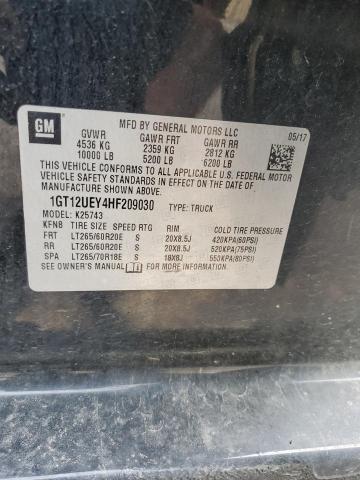 GM
MFD BY GENERAL MOTORS LLC
05/17
GVWR GAWR FRT GAWR RR
4536 KG 2359 KG 2812 KG
10000 LB 5200 LB 6200 LB
THIS VEHICLE CONFORMS TO ALL APPLICABLE U.S. FEDERAL MOTOR
VEHICLE SAFETY STANDARDS IN EFFECT ON THE DATE OF
MANUFACTURE SHOWN ABOVE.
1GT12UEY4HF209030 TYPE: TRUCK
MODEL: K25743
KFNB TIRE SIZE SPEED RTG RIM COLD TIRE PRESSURE
FRT LT265/60R20E S 20X8.5J 420KPA(60PSI)
RR LT265/60R20E S 20X8.5J 520KPA(75PSI)
SPA LT265/70R18E S 18X8J 550KPA(80PSI)
SEE OWNER'S MANUAL FOR MORE INFORMATION.